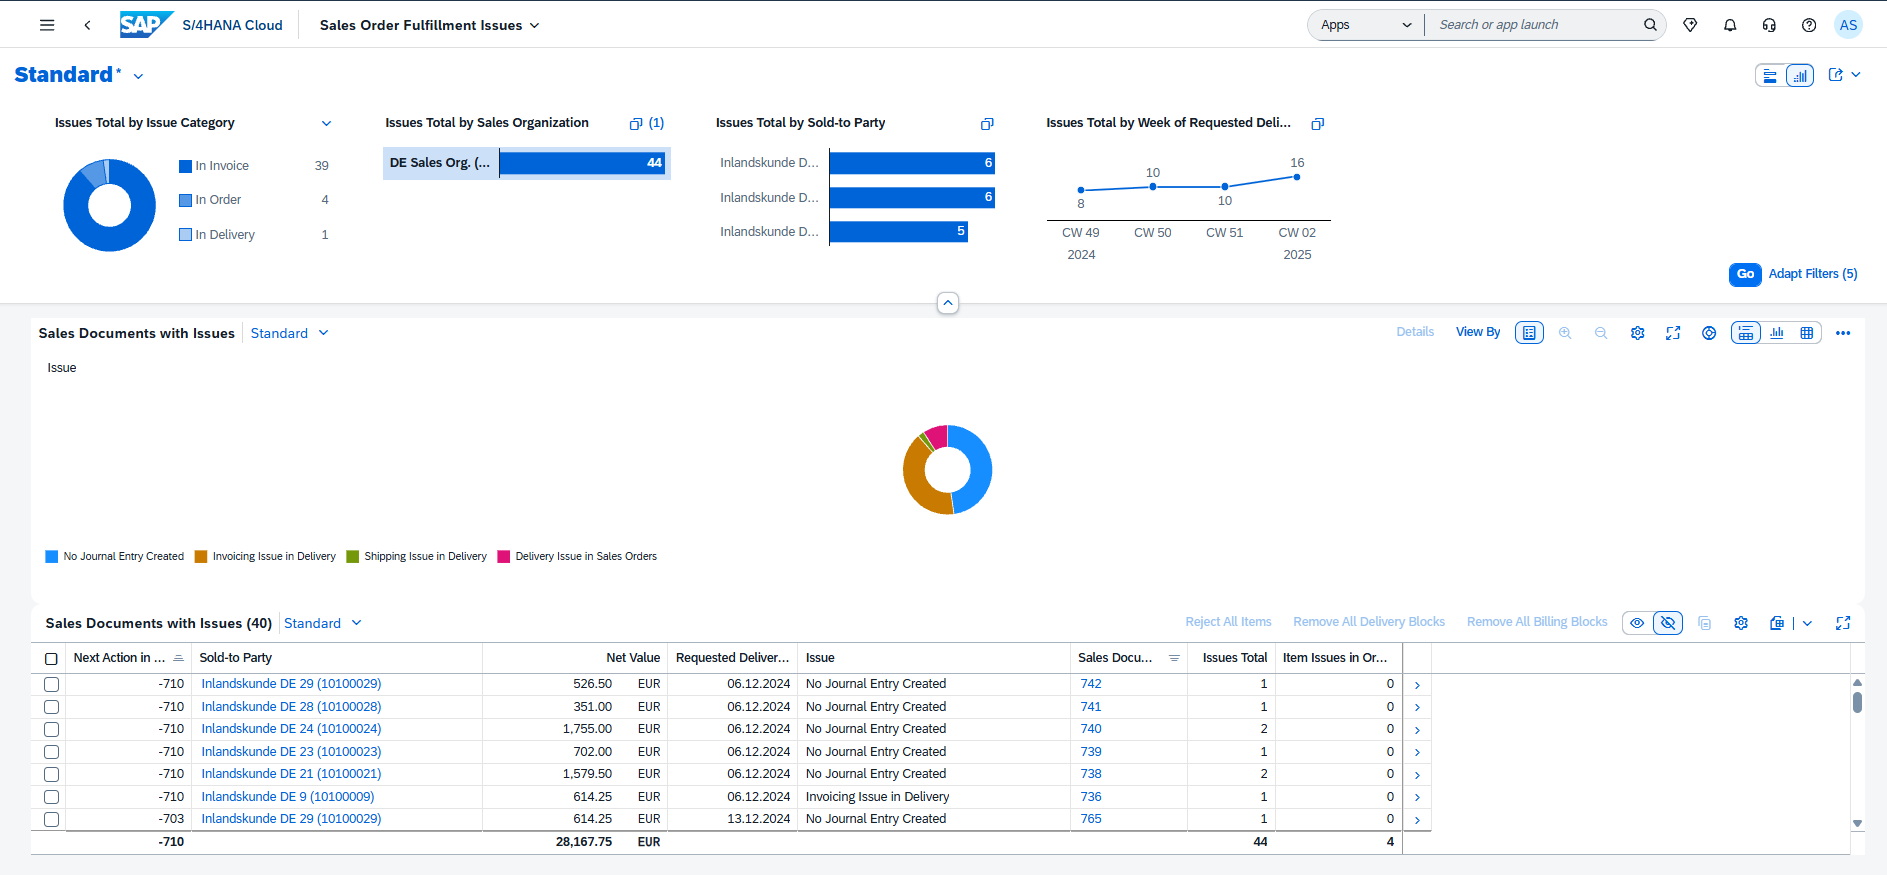 SAP S/4HANA Cloud Sales Order Fulfillment Issues Apps Search or app launch AS
Standard *
Issues Total by Issue Category
In Invoice 39
In Order 4
In Delivery 1
Issues Total by Sales Organization (1)
DE Sales Org. (... 44
Issues Total by Sold-to Party
Inlandskunde D... 6
Inlandskunde D... 6
Inlandskunde D... 5
Issues Total by Week of Requested Deli...
8 10 10 16
CW 49 CW 50 CW 51 CW 02
2024 2025
Go Adapt Filters (5)
Sales Documents with Issues Standard Details View By
Issue
No Journal Entry Created Invoicing Issue in Delivery Shipping Issue in Delivery Delivery Issue in Sales Orders
Sales Documents with Issues (40) Standard Reject All Items Remove All Delivery Blocks Remove All Billing Blocks
Next Action in ... Sold-to Party Net Value Requested Deliver... Issue Sales Docu... Issues Total Item Issues in Or...
-710 Inlandskunde DE 29 (10100029) 526.50 EUR 06.12.2024 No Journal Entry Created 742 1 0
-710 Inlandskunde DE 28 (10100028) 351.00 EUR 06.12.2024 No Journal Entry Created 741 1 0
-710 Inlandskunde DE 24 (10100024) 1,755.00 EUR 06.12.2024 No Journal Entry Created 740 2 0
-710 Inlandskunde DE 23 (10100023) 702.00 EUR 06.12.2024 No Journal Entry Created 739 1 0
-710 Inlandskunde DE 21 (10100021) 1,579.50 EUR 06.12.2024 No Journal Entry Created 738 2 0
-710 Inlandskunde DE 9 (10100009) 614.25 EUR 06.12.2024 Invoicing Issue in Delivery 736 1 0
-703 Inlandskunde DE 29 (10100029) 614.25 EUR 13.12.2024 No Journal Entry Created 765 1 0
-710 28,167.75 EUR 44 4